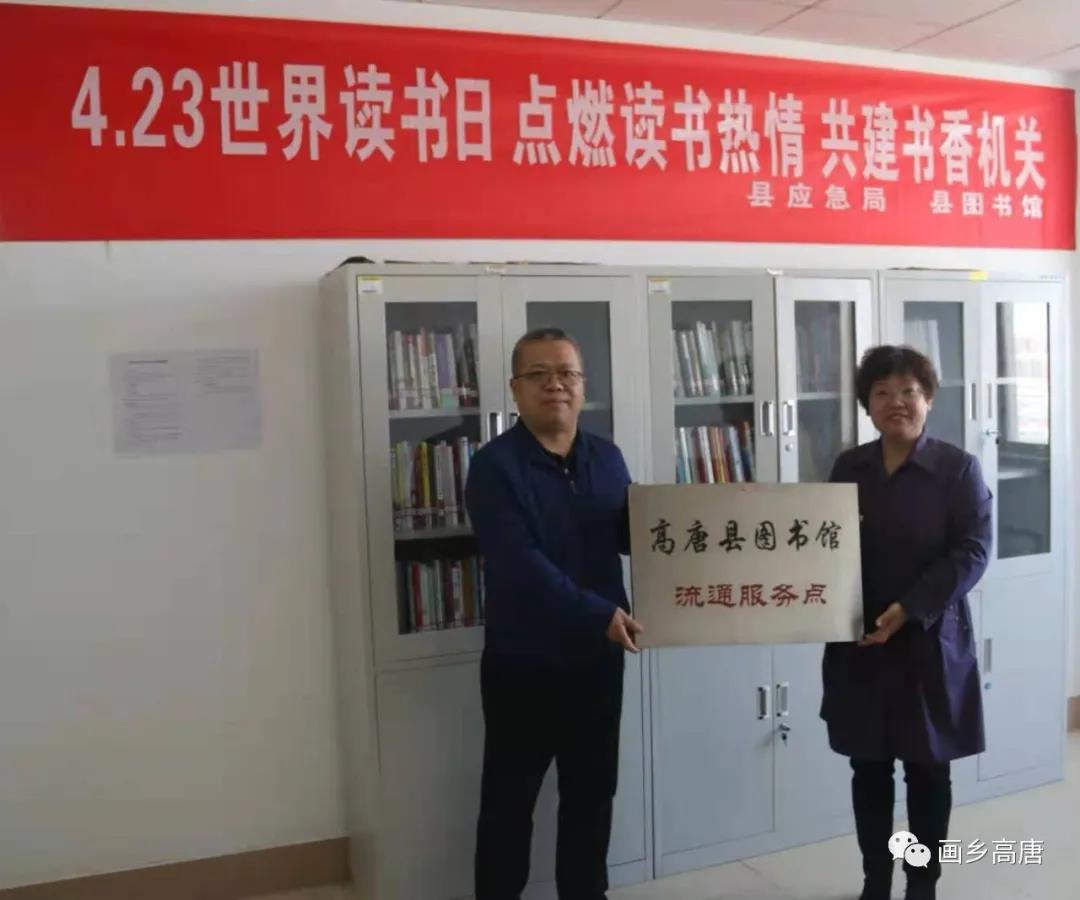 4.23世界读书日 点燃读书热情 共建书香机关
县应急局 县图书馆
高唐县图书馆
流通服务点
画乡高唐